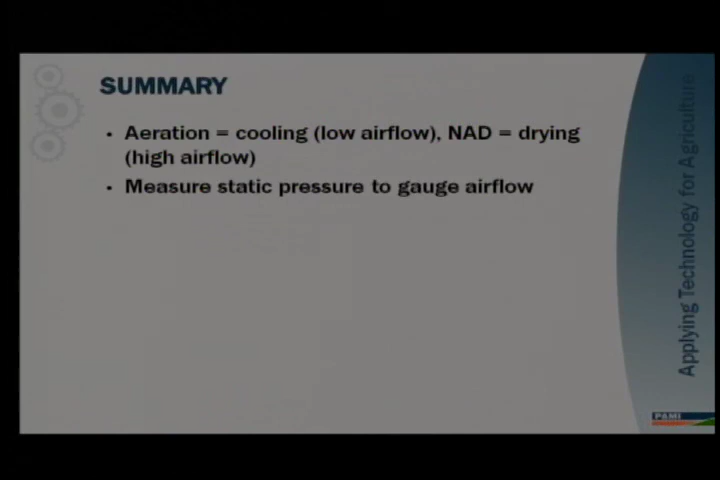 SUMMARY
• Aeration = cooling (low airflow), NAD = drying
(high airflow)
• Measure static pressure to gauge airflow
Applying Technology for Agriculture
PAMI